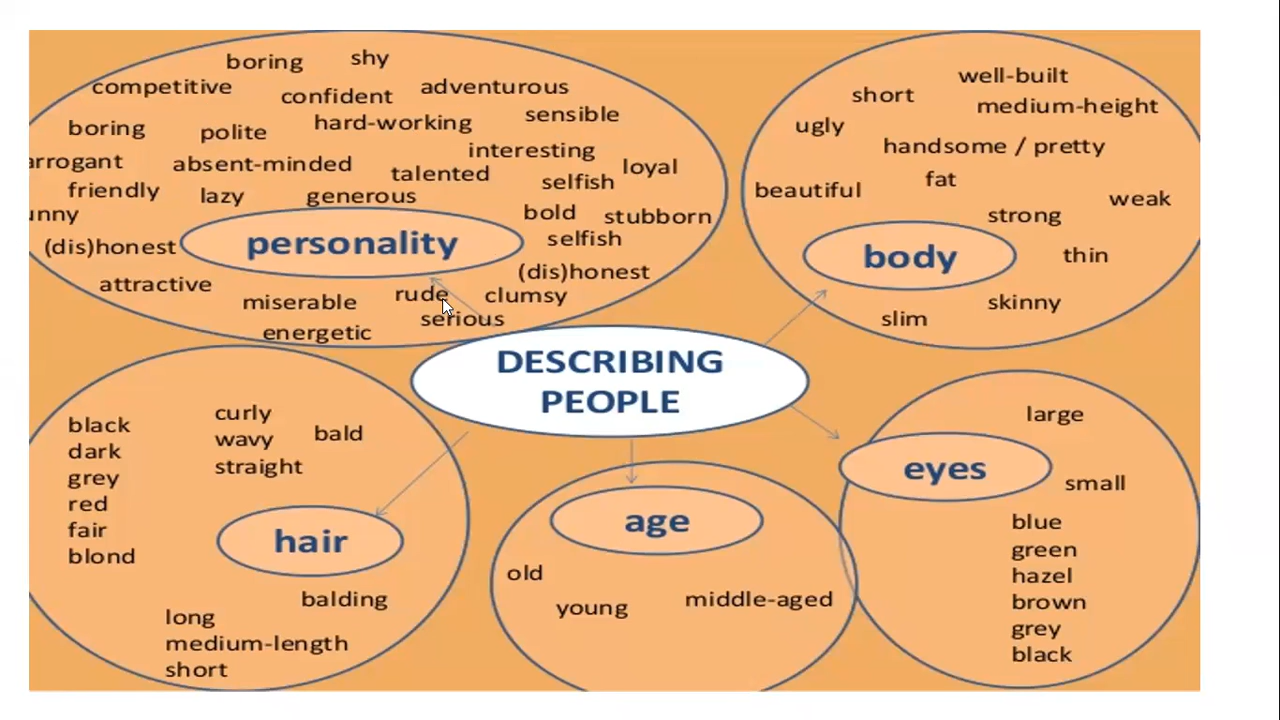 boring shy
competitive confident adventurous
boring polite hard-working sensible
arrogant absent-minded talented interesting loyal
friendly lazy generous selfish
unny bold stubborn
(dis)honest personality selfish
attractive (dis)honest
miserable rude clumsy
energetic serious
well-built
short medium-height
ugly
handsome / pretty
beautiful fat
strong weak
body thin
skinny
slim
DESCRIBING
PEOPLE
black
dark
grey
red
fair
blond
curly
wavy
straight
bald
hair
balding
long
medium-length
short
age
old
young middle-aged
large
eyes
small
blue
green
hazel
brown
grey
black